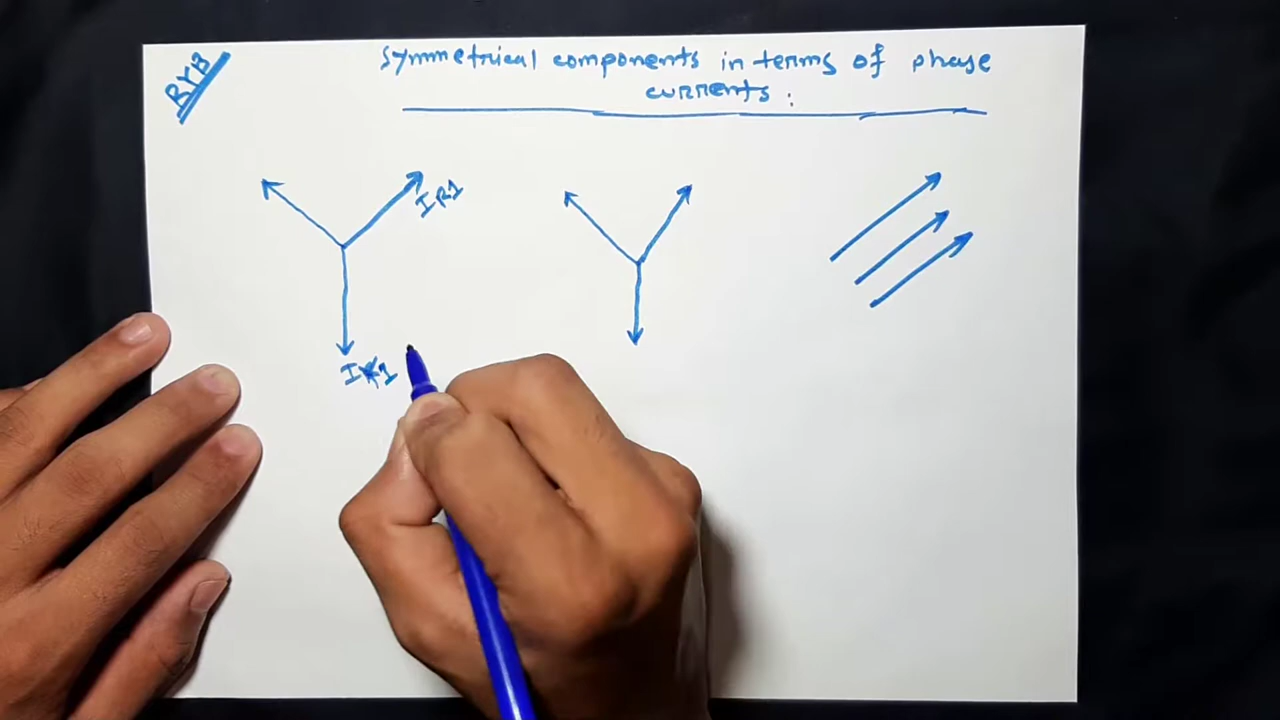 RYB
Symmetrical components in terms of phase
currents:
IR1